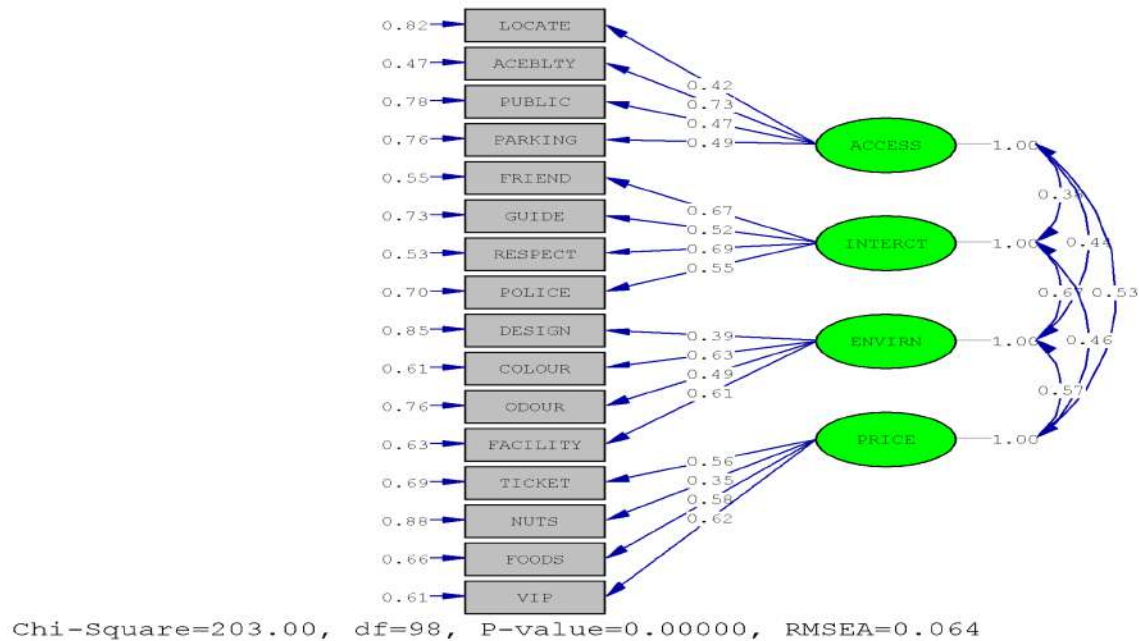 0.82 LOCATE
0.47 ACEBLTY
0.42
0.78 PUBLIC
0.73
0.47
0.76 PARKING
0.49
ACCESS 1.00
0.55 FRIEND
0.67
0.73 GUIDE
0.52
0.44
0.53 RESPECT
0.69
INTERCT 1.00
0.55
0.70 POLICE
0.67
0.53
0.85 DESIGN
0.39
0.46
0.61 COLOUR
0.63
ENVIRN 1.00
0.49
0.76 ODOUR
0.61
0.57
0.63 FACILITY
PRICE 1.00
0.69 TICKET
0.56
0.35
0.88 NUTS
0.58
0.62
0.66 FOODS
0.61 VIP
Chi-Square=203.00, df=98, P-value=0.00000, RMSEA=0.064